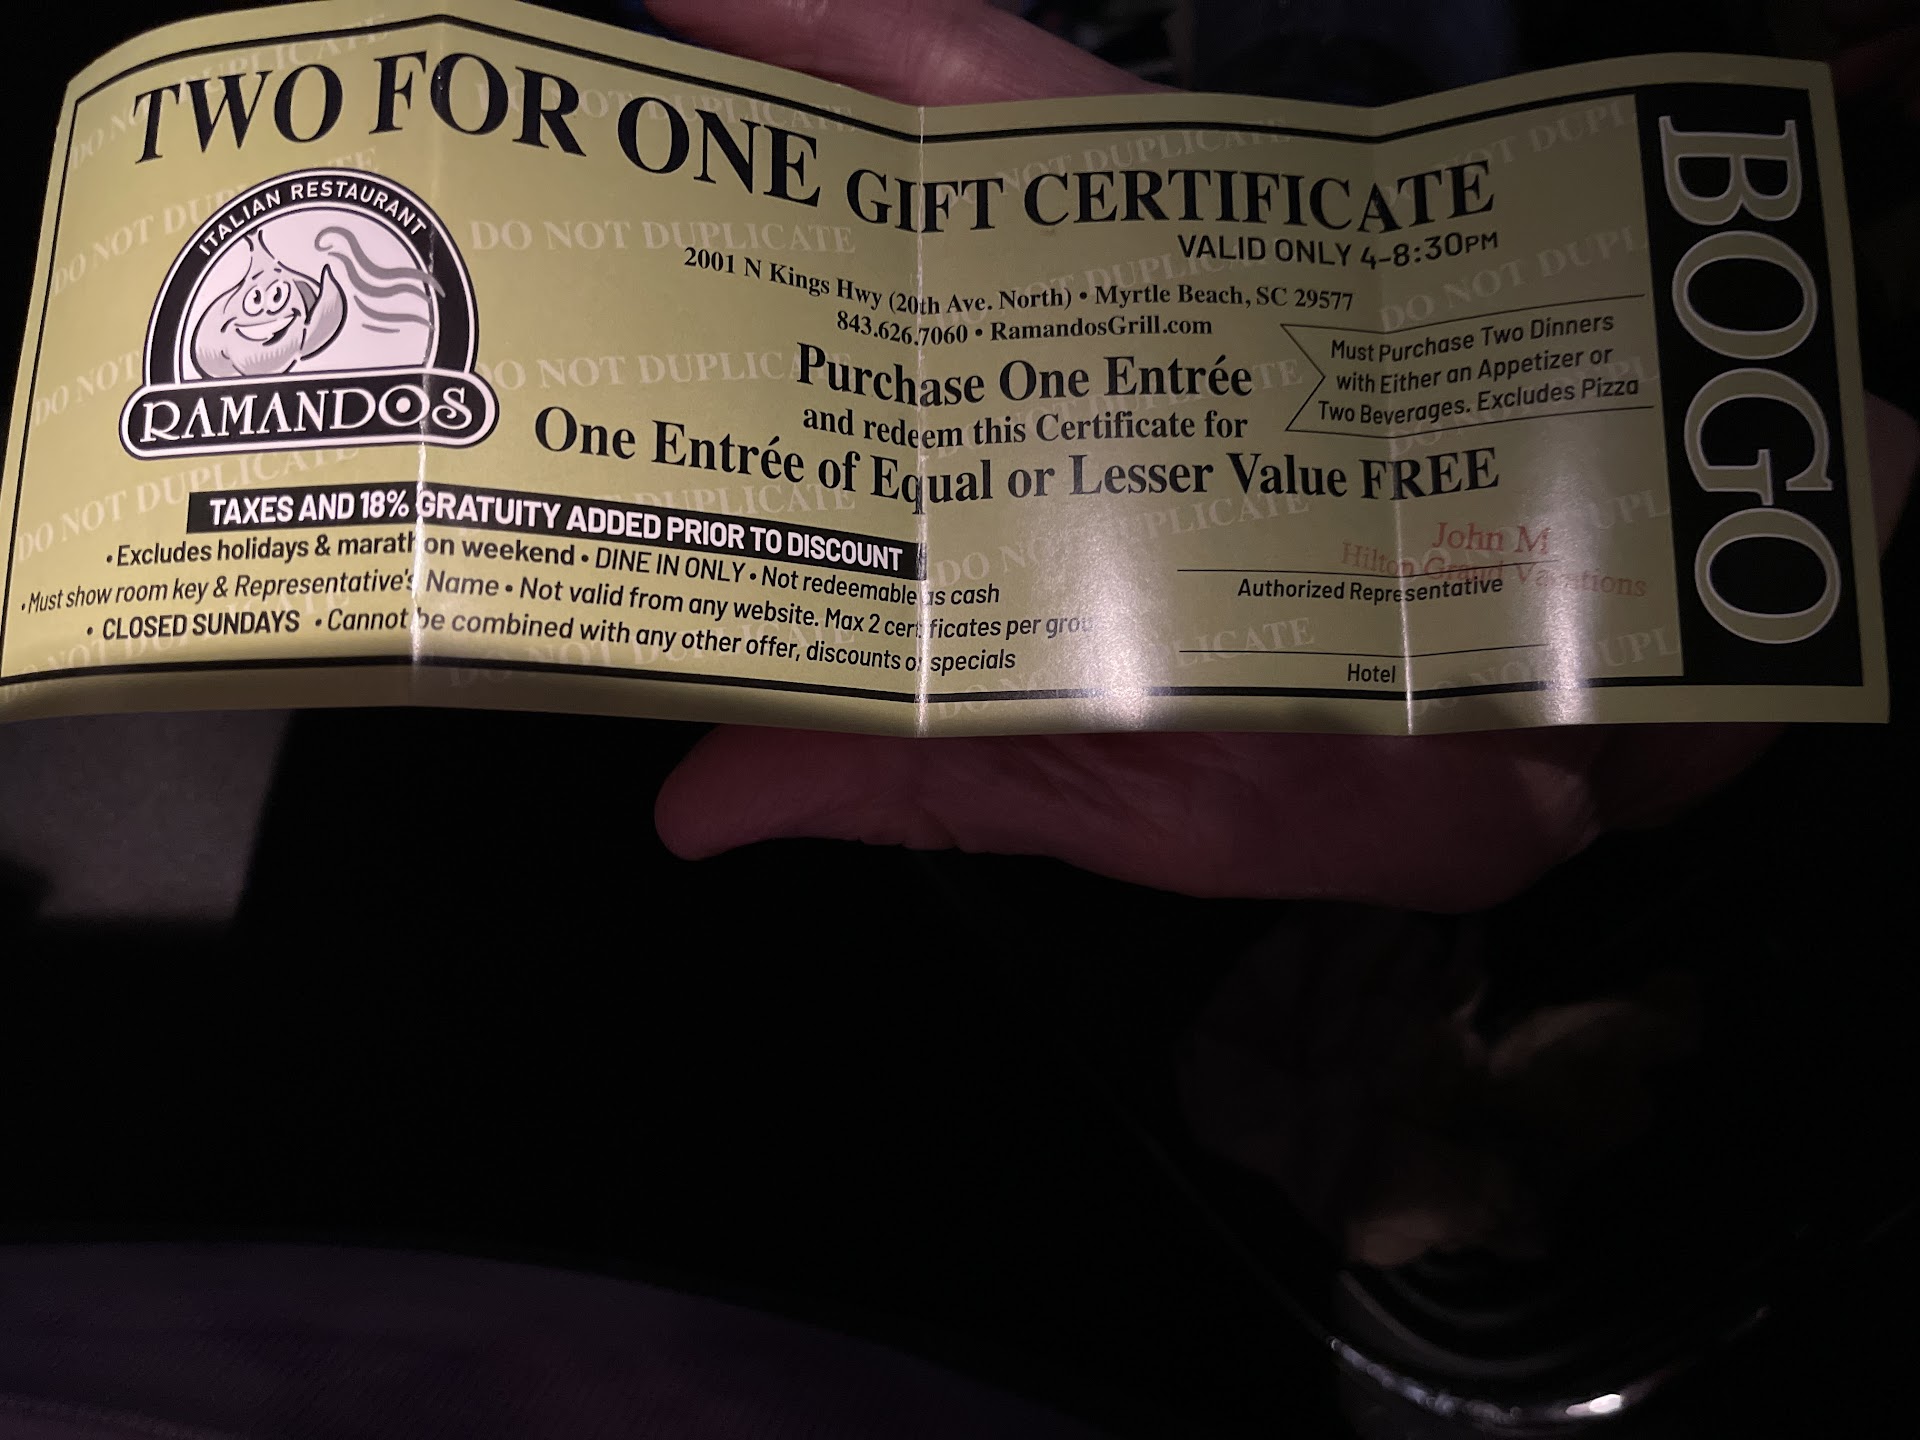 TWO FOR ONE GIFT CERTIFICATE
VALID ONLY 4-8:30PM
ITALIAN RESTAURANT
RAMANDOS
2001 N Kings Hwy (20th Ave. North) • Myrtle Beach, SC 29577
843.626.7060 • RamandosGrill.com
Purchase One Entrée
and redeem this Certificate for
One Entrée of Equal or Lesser Value FREE
Must Purchase Two Dinners
with Either an Appetizer or
Two Beverages. Excludes Pizza
TAXES AND 18% GRATUITY ADDED PRIOR TO DISCOUNT
• Excludes holidays & marathon weekend • DINE IN ONLY • Not redeemable as cash
• Must show room key & Representative's Name • Not valid from any website. Max 2 certificates per grou
• CLOSED SUNDAYS • Cannot be combined with any other offer, discounts or specials
John M
Hilton Grand Vacations
Authorized Representative
Hotel
BOGO
DO NOT DUPLICATE